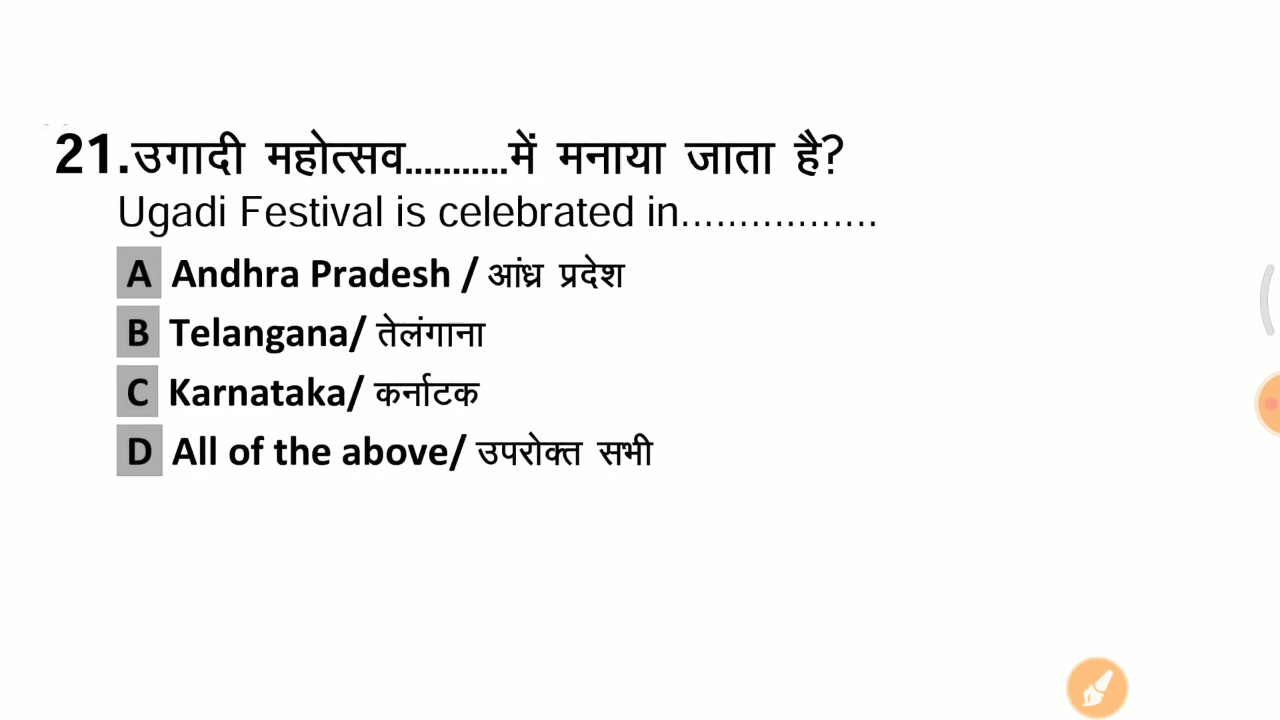 21.उगादी महोत्सव...........में मनाया जाता है?
Ugadi Festival is celebrated in.................
A Andhra Pradesh / आंध्र प्रदेश
B Telangana/ तेलंगाना
C Karnataka/ कर्नाटक
D All of the above/ उपरोक्त सभी